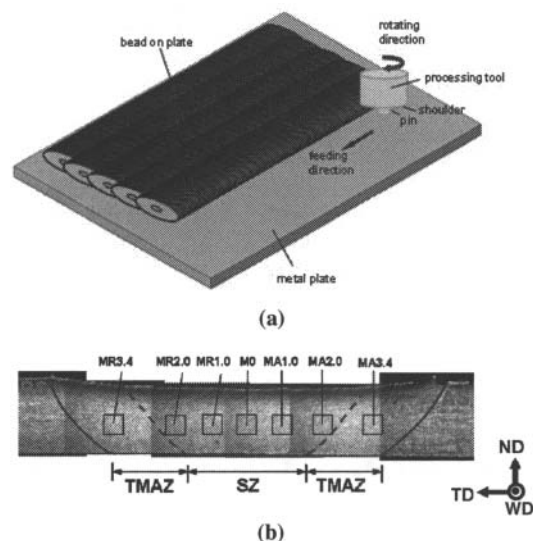 bead on plate
rotating
direction
processing tool
shoulder
pin
feeding
direction
metal plate
(a)
MR3.4 MR2.0 MR1.0 M0 MA1.0 MA2.0 MA3.4
TMAZ SZ TMAZ
ND
TD
WD
(b)